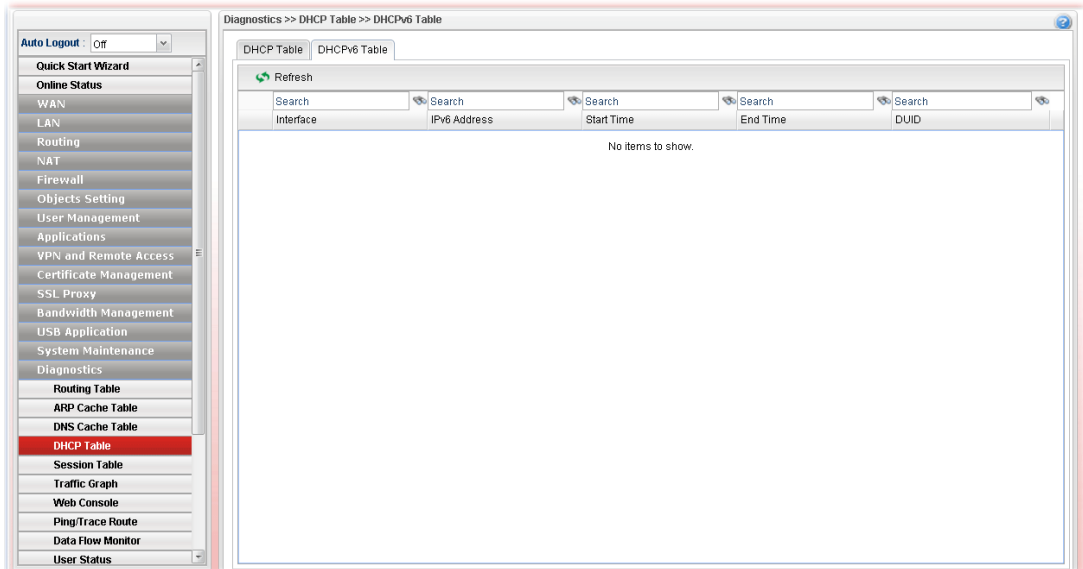 Diagnostics >> DHCP Table >> DHCPv6 Table
Auto Logout : Off
Quick Start Wizard
Online Status
WAN
LAN
Routing
NAT
Firewall
Objects Setting
User Management
Applications
VPN and Remote Access
Certificate Management
SSL Proxy
Bandwidth Management
USB Application
System Maintenance
Diagnostics
Routing Table
ARP Cache Table
DNS Cache Table
DHCP Table
Session Table
Traffic Graph
Web Console
Ping/Trace Route
Data Flow Monitor
User Status
DHCP Table DHCPv6 Table
Refresh
Search Search Search Search Search
Interface IPv6 Address Start Time End Time DUID
No items to show.